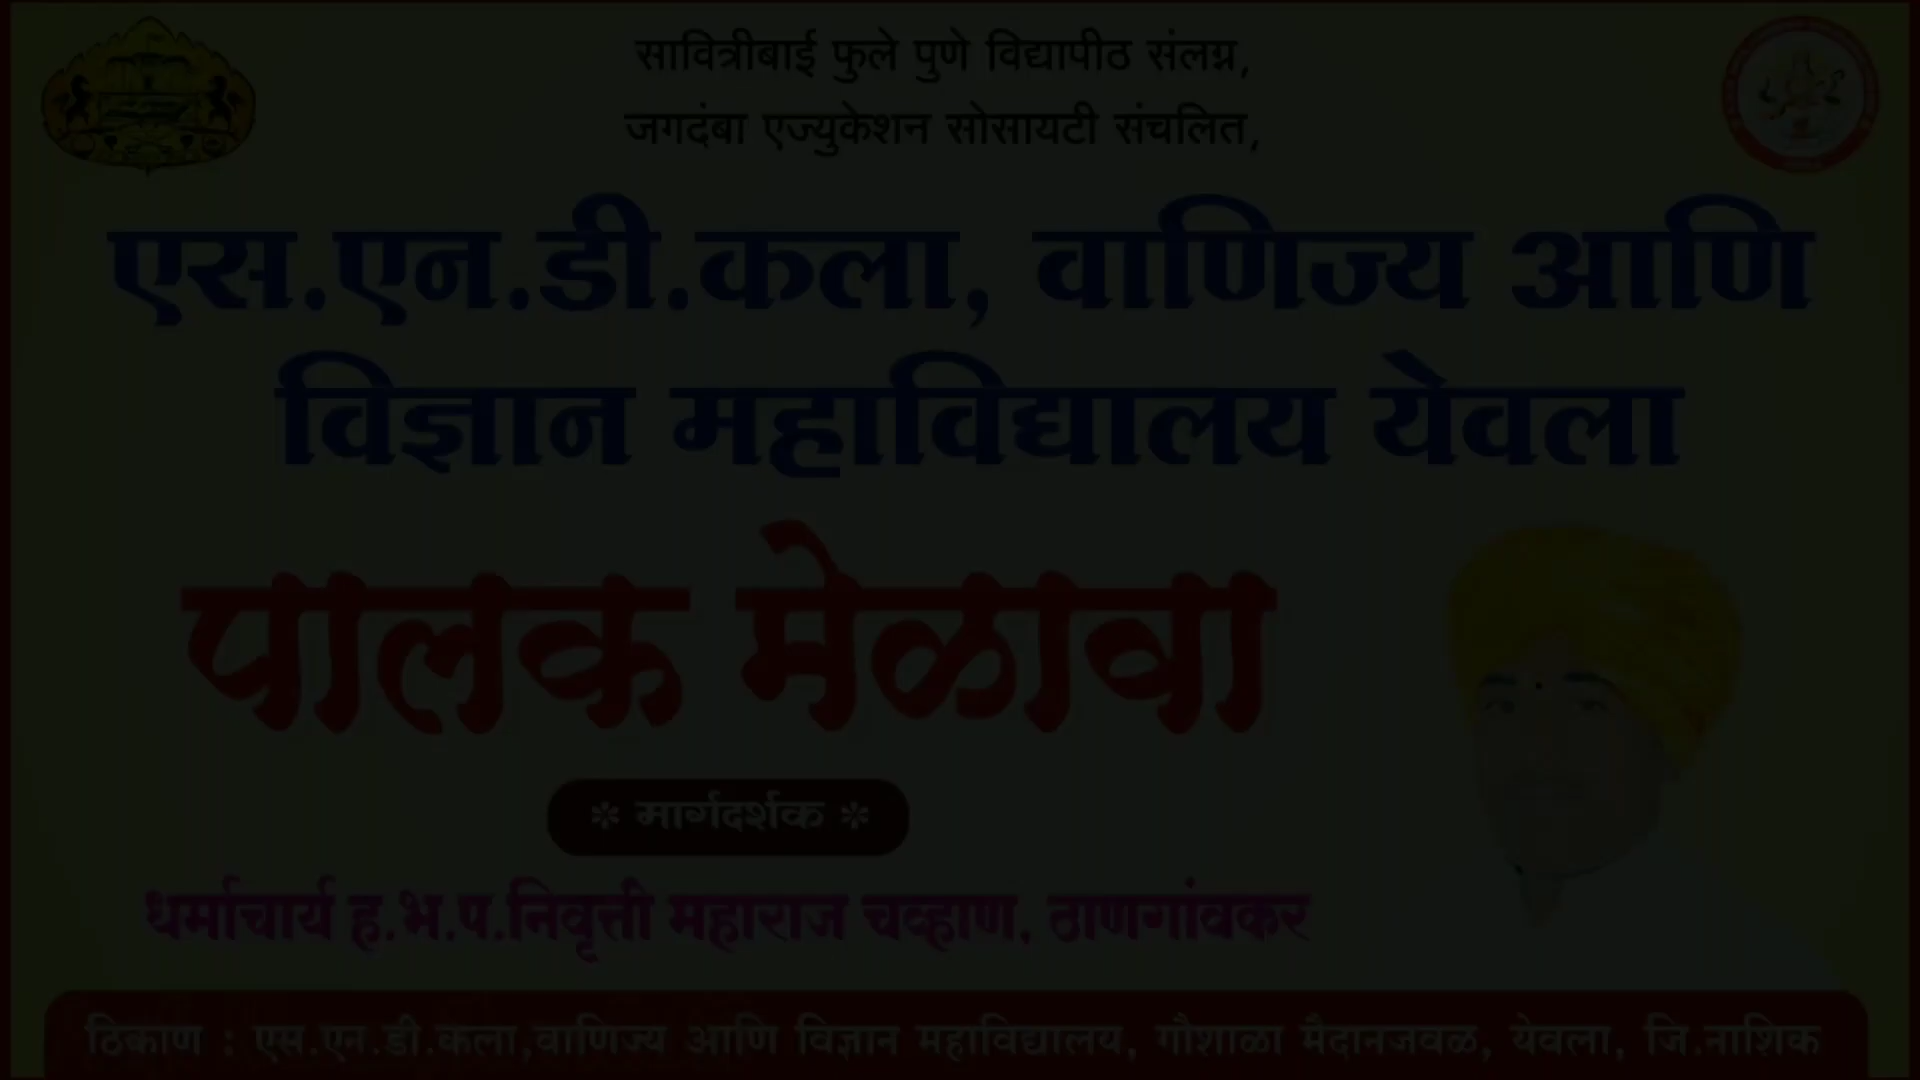 सावित्रीबाई फुले पुणे विद्यापीठ संलग्न,
जगदंबा एज्युकेशन सोसायटी संचलित,
एस.एन.डी.कला, वाणिज्य आणि
विज्ञान महाविद्यालय येवला
पालक मेळावा
* मार्गदर्शक *
धर्माचार्य ह.भ.प.निवृत्ती महाराज चव्हाण, ठाणगांवकर
ठिकाण : एस.एन.डी.कला,वाणिज्य आणि विज्ञान महाविद्यालय, गौशाळा मैदानजवळ, येवला, जि.नाशिक